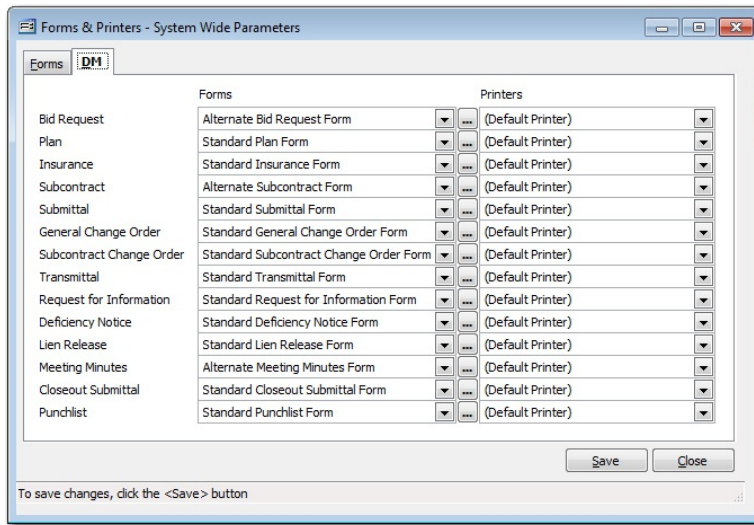 Forms & Printers - System Wide Parameters
Forms DM
Forms Printers
Bid Request Alternate Bid Request Form ... (Default Printer)
Plan Standard Plan Form ... (Default Printer)
Insurance Standard Insurance Form ... (Default Printer)
Subcontract Alternate Subcontract Form ... (Default Printer)
Submittal Standard Submittal Form ... (Default Printer)
General Change Order Standard General Change Order Form ... (Default Printer)
Subcontract Change Order Standard Subcontract Change Order Form ... (Default Printer)
Transmittal Standard Transmittal Form ... (Default Printer)
Request for Information Standard Request for Information Form ... (Default Printer)
Deficiency Notice Standard Deficiency Notice Form ... (Default Printer)
Lien Release Standard Lien Release Form ... (Default Printer)
Meeting Minutes Alternate Meeting Minutes Form ... (Default Printer)
Closeout Submittal Standard Closeout Submittal Form ... (Default Printer)
Punchlist Standard Punchlist Form ... (Default Printer)
Save Close
To save changes, click the <Save> button